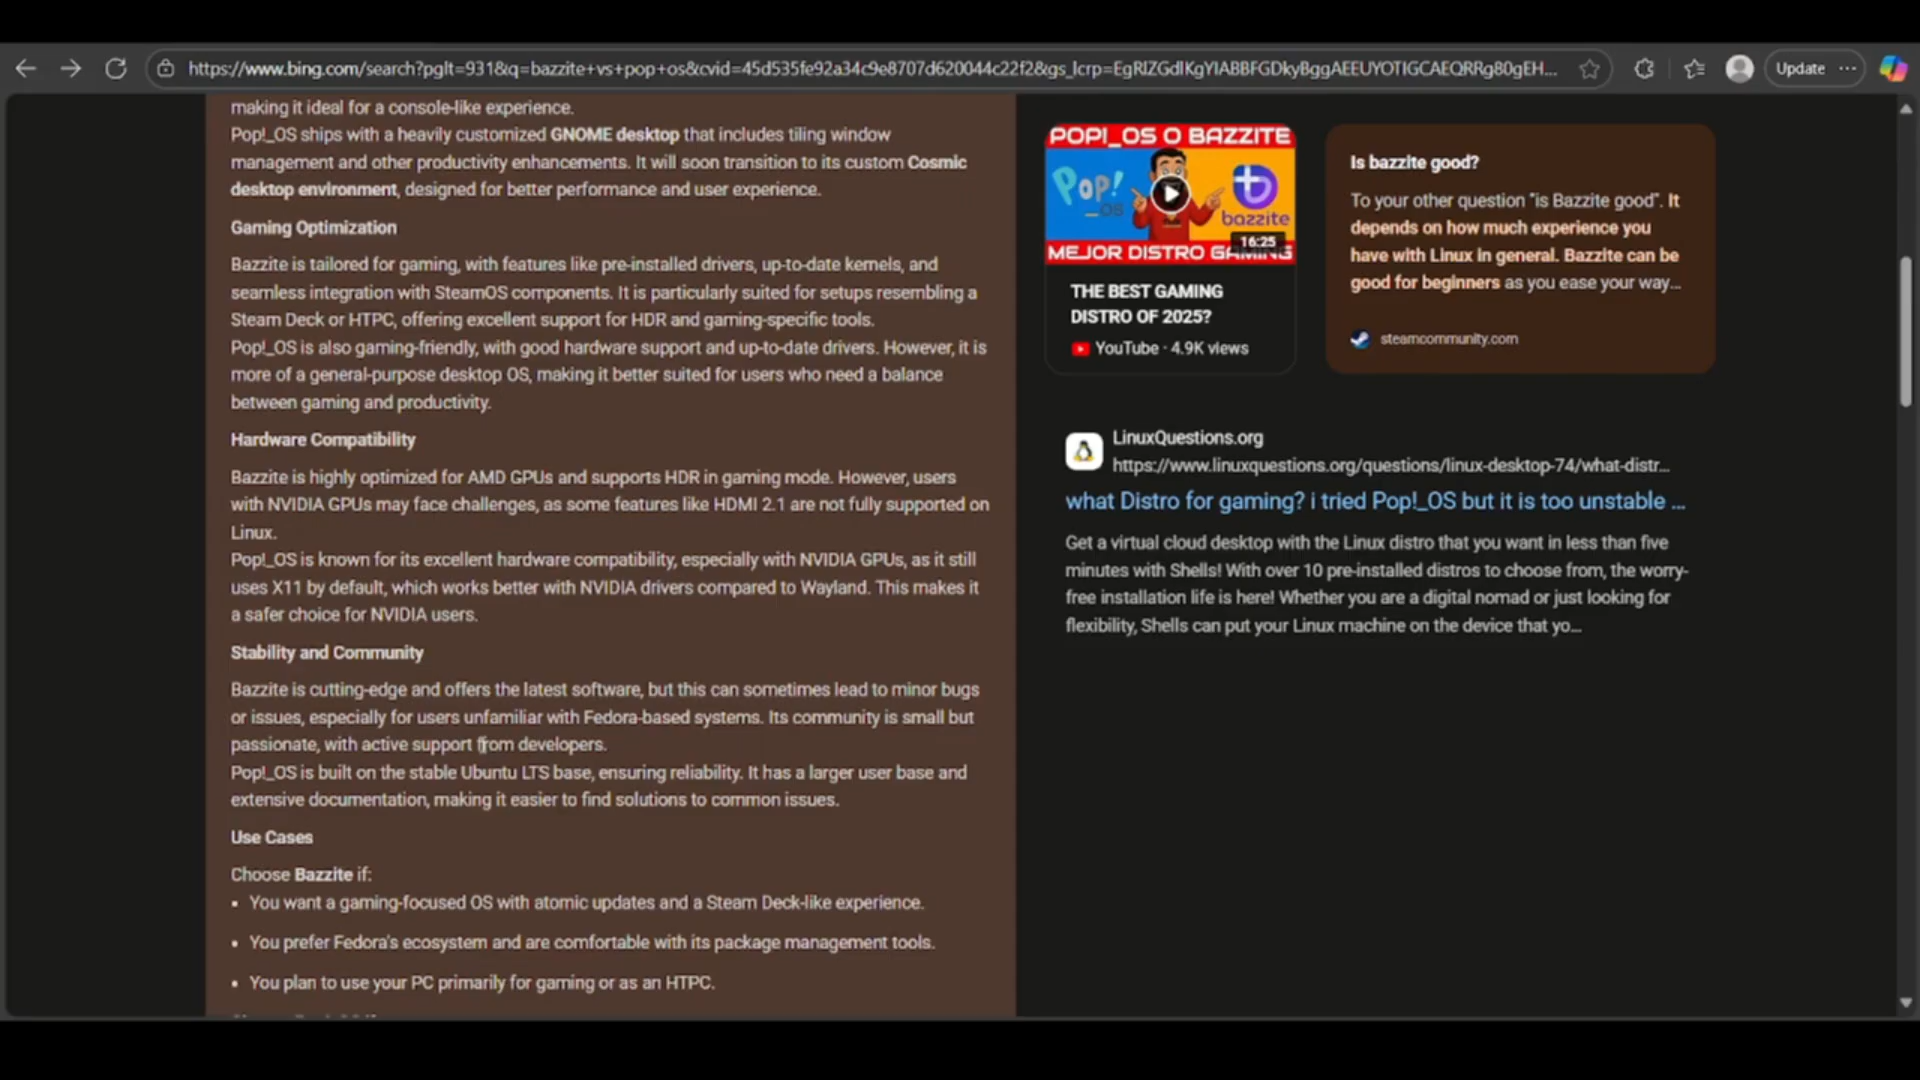 https://www.bing.com/search?pglt=931&q=bazzite+vs+pop+os&cvid=45d535fe92a34c9e8707d620044c22f2&gs_lcrp=EgRlZGdlKgYIABBFGDkyBggAEEUYOTIGCAEQRRg80gEH...
Update
making it ideal for a console-like experience.
Pop!_OS ships with a heavily customized GNOME desktop that includes tiling window
management and other productivity enhancements. It will soon transition to its custom Cosmic
desktop environment, designed for better performance and user experience.
Gaming Optimization
Bazzite is tailored for gaming, with features like pre-installed drivers, up-to-date kernels, and
seamless integration with SteamOS components. It is particularly suited for setups resembling a
Steam Deck or HTPC, offering excellent support for HDR and gaming-specific tools.
Pop!_OS is also gaming-friendly, with good hardware support and up-to-date drivers. However, it is
more of a general-purpose desktop OS, making it better suited for users who need a balance
between gaming and productivity.
Hardware Compatibility
Bazzite is highly optimized for AMD GPUs and supports HDR in gaming mode. However, users
with NVIDIA GPUs may face challenges, as some features like HDMI 2.1 are not fully supported on
Linux.
Pop!_OS is known for its excellent hardware compatibility, especially with NVIDIA GPUs, as it still
uses X11 by default, which works better with NVIDIA drivers compared to Wayland. This makes it
a safer choice for NVIDIA users.
Stability and Community
Bazzite is cutting-edge and offers the latest software, but this can sometimes lead to minor bugs
or issues, especially for users unfamiliar with Fedora-based systems. Its community is small but
passionate, with active support from developers.
Pop!_OS is built on the stable Ubuntu LTS base, ensuring reliability. It has a larger user base and
extensive documentation, making it easier to find solutions to common issues.
Use Cases
Choose Bazzite if:
• You want a gaming-focused OS with atomic updates and a Steam Deck-like experience.
• You prefer Fedora's ecosystem and are comfortable with its package management tools.
• You plan to use your PC primarily for gaming or as an HTPC.
POP!_OS O BAZZITE
Pop!
_OS
bazzite
16:25
MEJOR DISTRO GAMING
THE BEST GAMING
DISTRO OF 2025?
YouTube · 4.9K views
Is bazzite good?
To your other question "is Bazzite good". It
depends on how much experience you
have with Linux in general. Bazzite can be
good for beginners as you ease your way...
steamcommunity.com
LinuxQuestions.org
https://www.linuxquestions.org/questions/linux-desktop-74/what-distr...
what Distro for gaming? i tried Pop!_OS but it is too unstable ...
Get a virtual cloud desktop with the Linux distro that you want in less than five
minutes with Shells! With over 10 pre-installed distros to choose from, the worry-
free installation life is here! Whether you are a digital nomad or just looking for
flexibility, Shells can put your Linux machine on the device that yo...